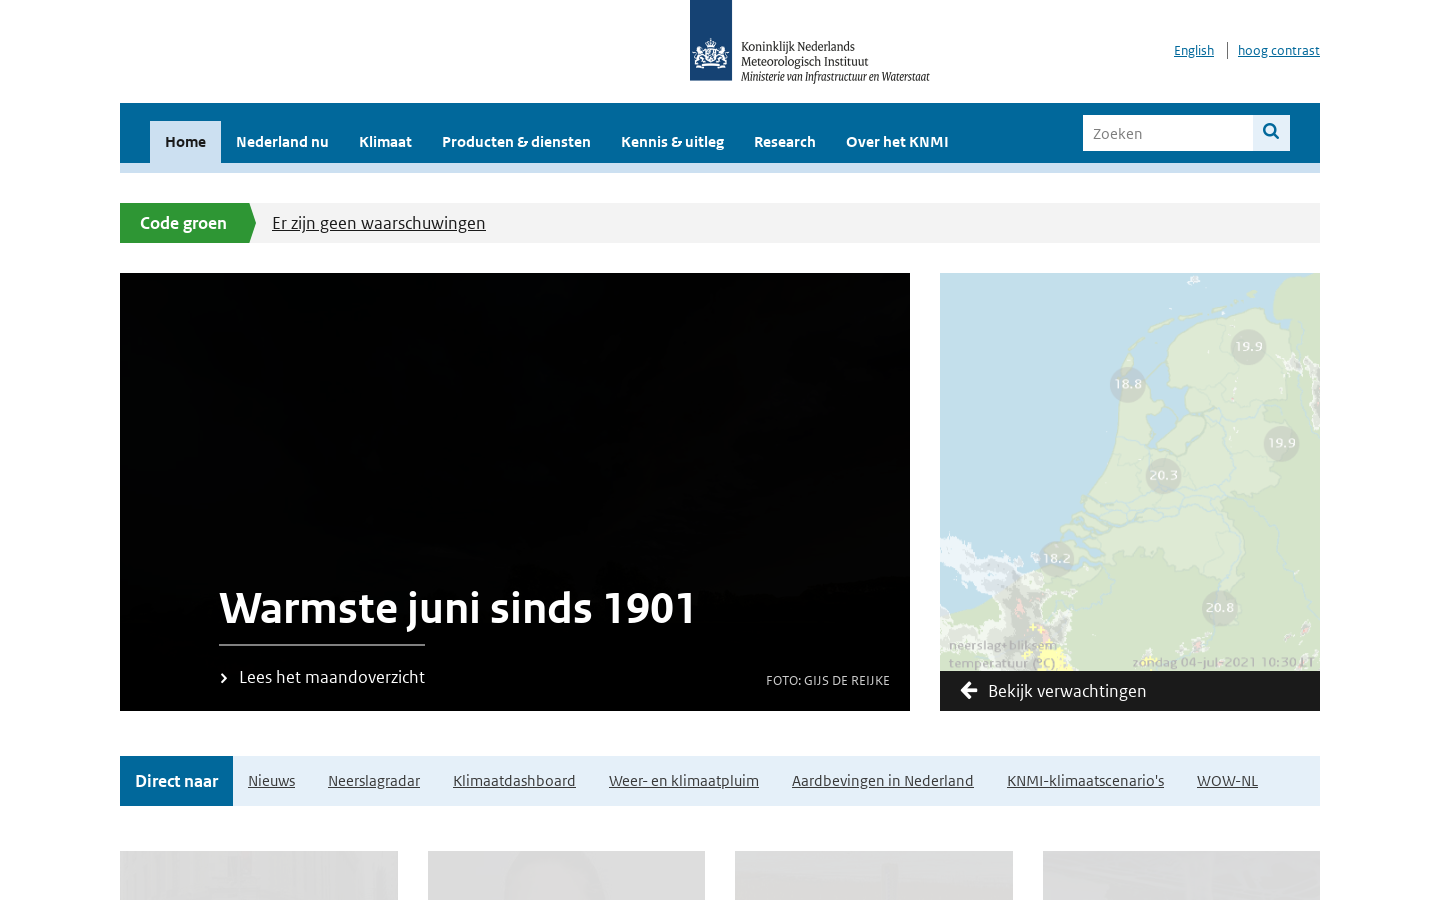 Koninklijk Nederlands
Meteorologisch Instituut
Ministerie van Infrastructuur en Waterstaat
English
hoog contrast
Home
Nederland nu
Klimaat
Producten & diensten
Kennis & uitleg
Research
Over het KNMI
Zoeken
Code groen
Er zijn geen waarschuwingen
Warmste juni sinds 1901
Lees het maandoverzicht
FOTO: GIJS DE REIJKE
19.9
18.8
19.9
20.3
18.2
20.8
neerslag• bliksem
temperatuur (°C)
zondag 04-jul-2021 10:30 LT
Bekijk verwachtingen
Direct naar
Nieuws
Neerslagradar
Klimaatdashboard
Weer- en klimaatpluim
Aardbevingen in Nederland
KNMI-klimaatscenario's
WOW-NL